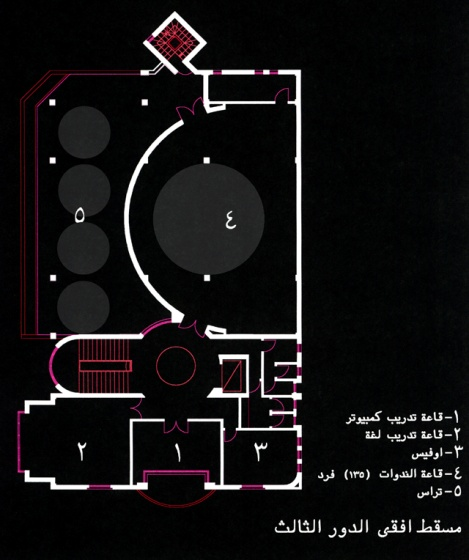 ٥
٤
٢
١
٣
١-قاعة تدريب كمبيوتر
٢-قاعة تدريب لغة
٣-اوفيس
٤-قاعة الندوات (١٣٥) فرد
٥-تراس
مسقط افقى الدور الثالث